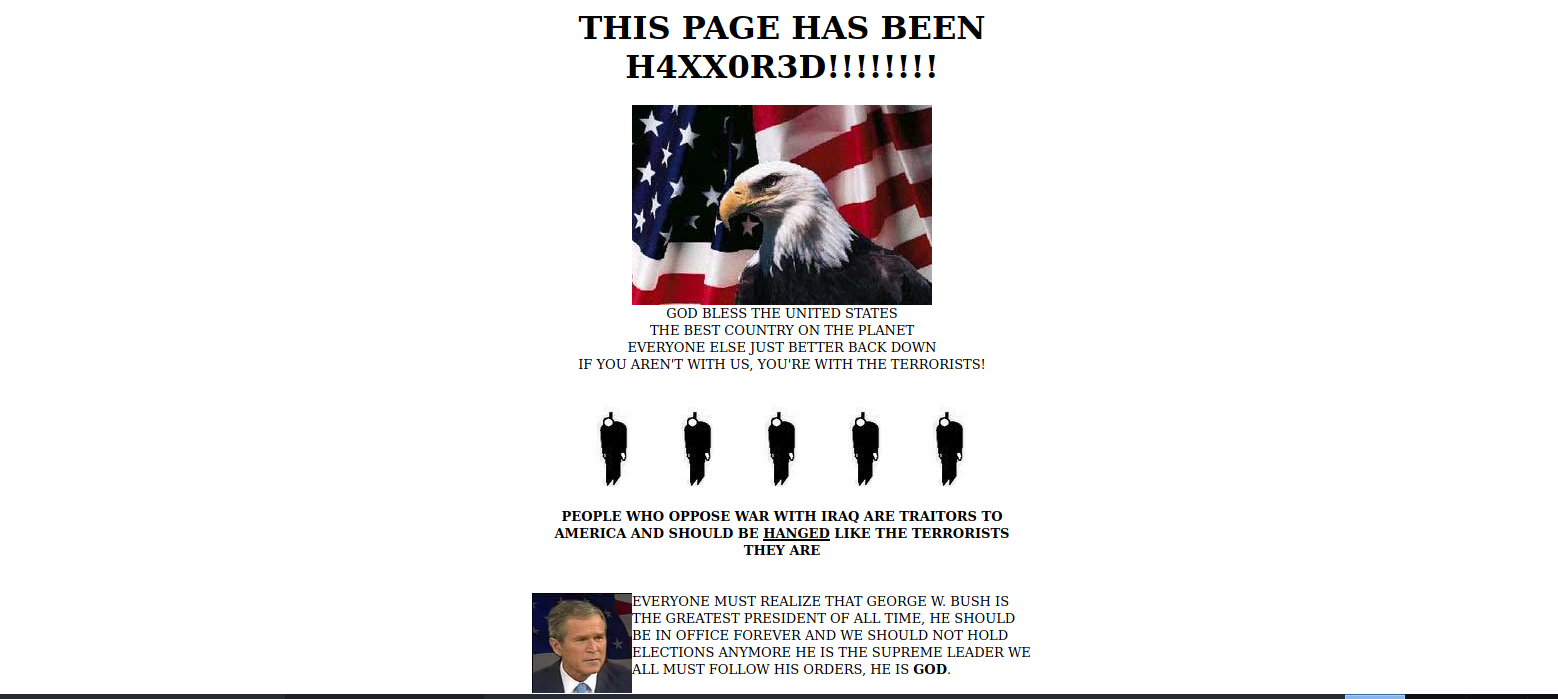 THIS PAGE HAS BEEN
H4XX0R3D!!!!!!!!
GOD BLESS THE UNITED STATES
THE BEST COUNTRY ON THE PLANET
EVERYONE ELSE JUST BETTER BACK DOWN
IF YOU AREN'T WITH US, YOU'RE WITH THE TERRORISTS!
PEOPLE WHO OPPOSE WAR WITH IRAQ ARE TRAITORS TO
AMERICA AND SHOULD BE HANGED LIKE THE TERRORISTS
THEY ARE
EVERYONE MUST REALIZE THAT GEORGE W. BUSH IS
THE GREATEST PRESIDENT OF ALL TIME, HE SHOULD
BE IN OFFICE FOREVER AND WE SHOULD NOT HOLD
ELECTIONS ANYMORE HE IS THE SUPREME LEADER WE
ALL MUST FOLLOW HIS ORDERS, HE IS GOD.